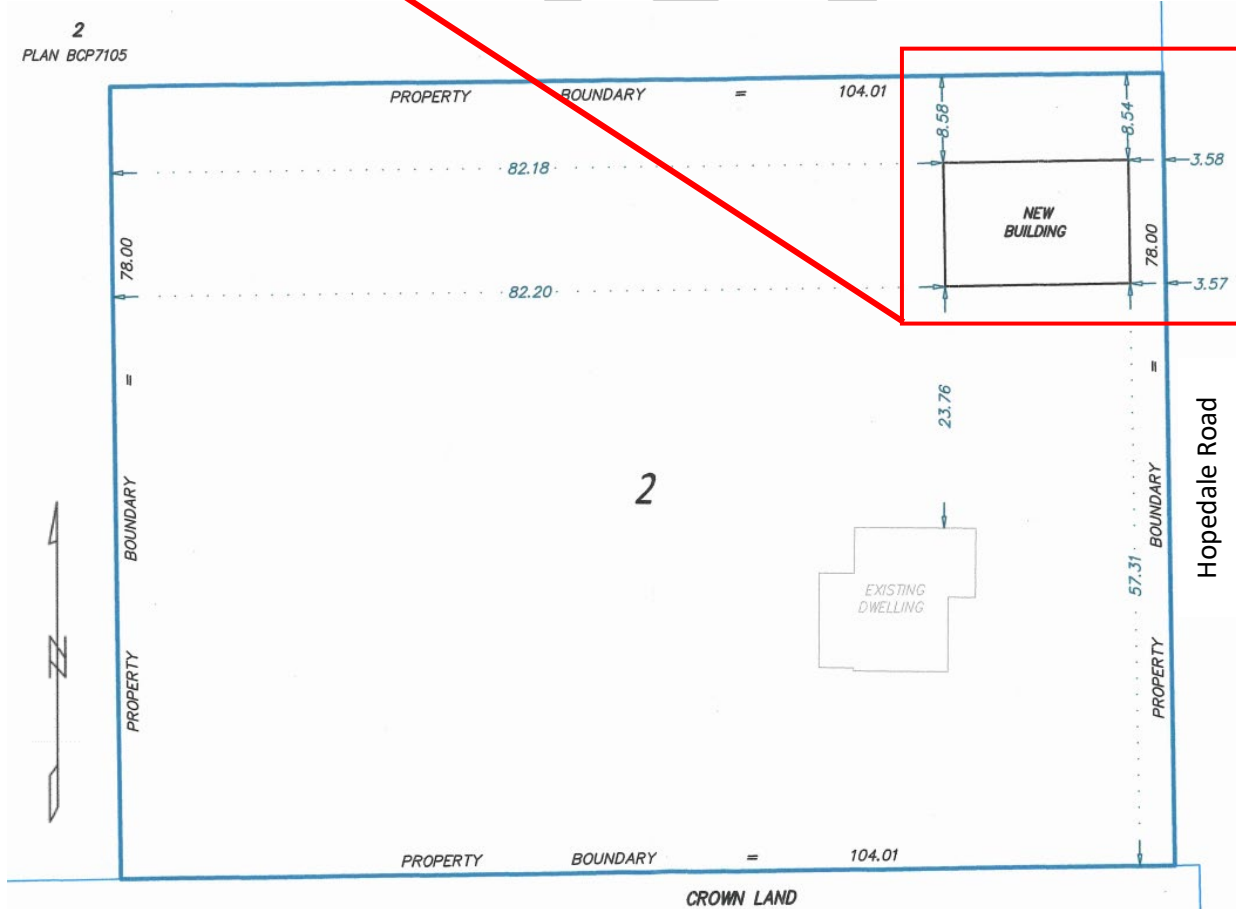 2
PLAN BCP7105
PROPERTY BOUNDARY = 104.01
8.58
8.54
82.18
3.58
NEW
BUILDING
78.00
78.00
82.20
3.57
=
=
23.76
Hopedale Road
2
BOUNDARY
BOUNDARY
57.31
EXISTING
DWELLING
N
PROPERTY
PROPERTY
PROPERTY BOUNDARY = 104.01
CROWN LAND